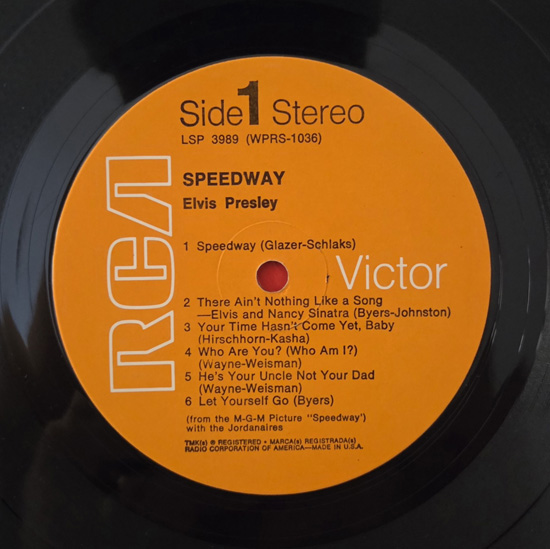 Side 1 Stereo
LSP 3989 (WPRS-1036)
SPEEDWAY
Elvis Presley
1 Speedway (Glazer-Schlaks)
RCA
Victor
2 There Ain't Nothing Like a Song
—Elvis and Nancy Sinatra (Byers-Johnston)
3 Your Time Hasn't Come Yet, Baby
(Hirschhorn-Kasha)
4 Who Are You? (Who Am I?)
(Wayne-Weisman)
5 He's Your Uncle Not Your Dad
(Wayne-Weisman)
6 Let Yourself Go (Byers)
(from the M-G-M Picture "Speedway')
with the Jordanaires
TMK(s) ® REGISTERED • MARCA(s) REGISTRADA(s)
RADIO CORPORATION OF AMERICA—MADE IN U.S.A.